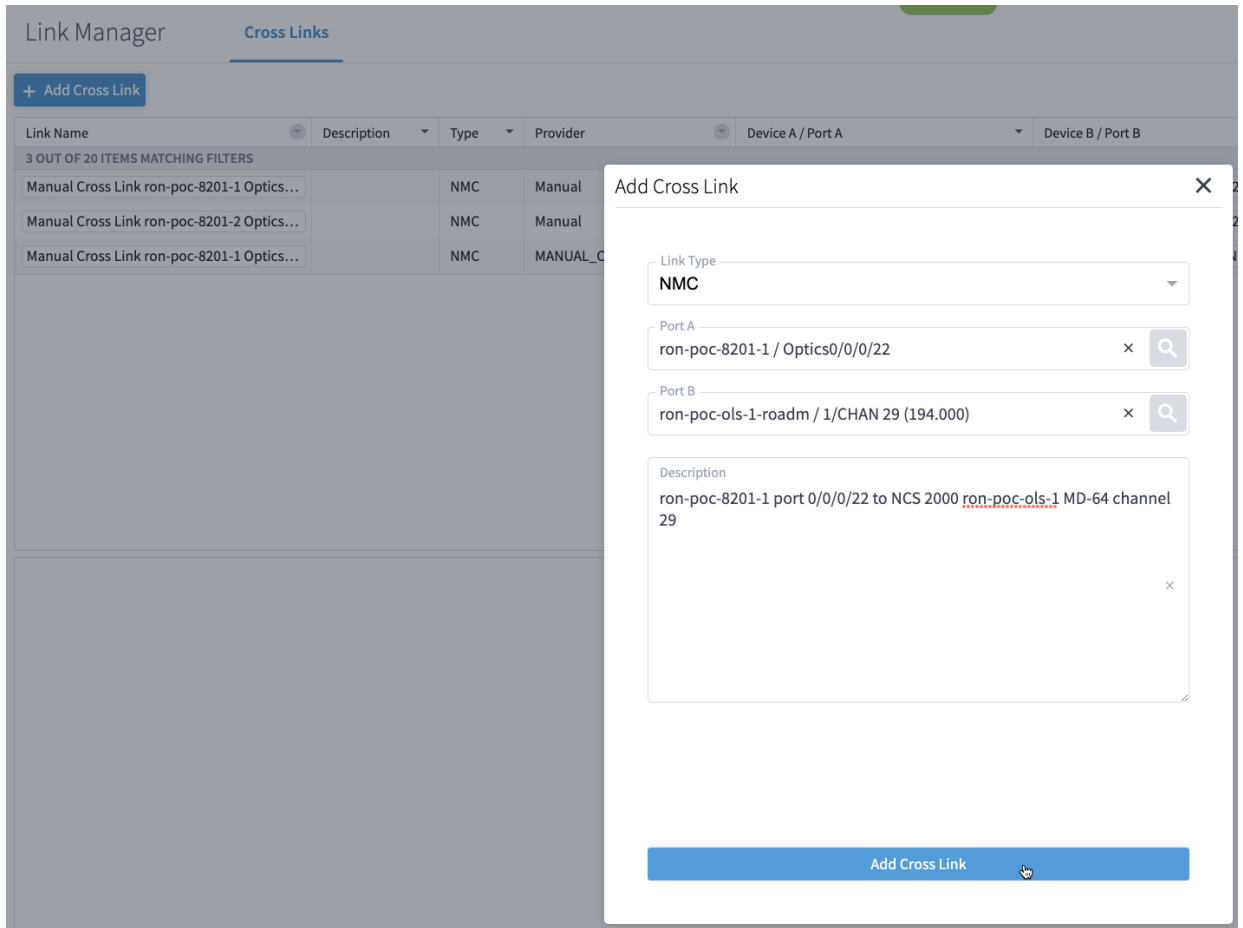 Link Manager
Cross Links
+ Add Cross Link
Link Name Description Type Provider Device A / Port A Device B / Port B
3 OUT OF 20 ITEMS MATCHING FILTERS
Manual Cross Link ron-poc-8201-1 Optics... NMC Manual
Manual Cross Link ron-poc-8201-2 Optics... NMC Manual
Manual Cross Link ron-poc-8201-1 Optics... NMC MANUAL_C
Add Cross Link
Link Type
NMC
Port A
ron-poc-8201-1 / Optics0/0/0/22
Port B
ron-poc-ols-1-roadm / 1/CHAN 29 (194.000)
Description
ron-poc-8201-1 port 0/0/0/22 to NCS 2000 ron-poc-ols-1 MD-64 channel
29
Add Cross Link